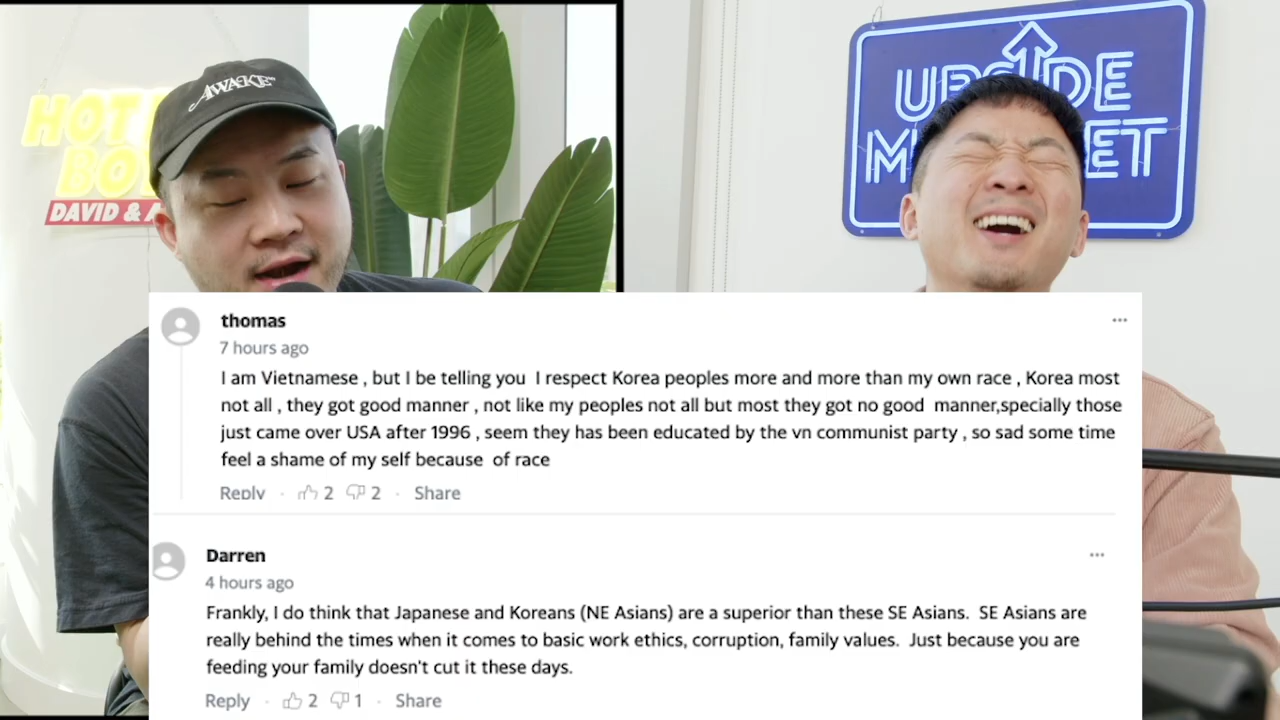 AWAKE
HOT
BO
DAVID & A
UPSIDE
M ET
thomas
7 hours ago
I am Vietnamese , but I be telling you I respect Korea peoples more and more than my own race , Korea most
not all , they got good manner , not like my peoples not all but most they got no good manner,specially those
just came over USA after 1996 , seem they has been educated by the vn communist party , so sad some time
feel a shame of my self because of race
Reply · 2 2 · Share
Darren
4 hours ago
Frankly, I do think that Japanese and Koreans (NE Asians) are a superior than these SE Asians. SE Asians are
really behind the times when it comes to basic work ethics, corruption, family values. Just because you are
feeding your family doesn't cut it these days.
Reply · 2 1 · Share